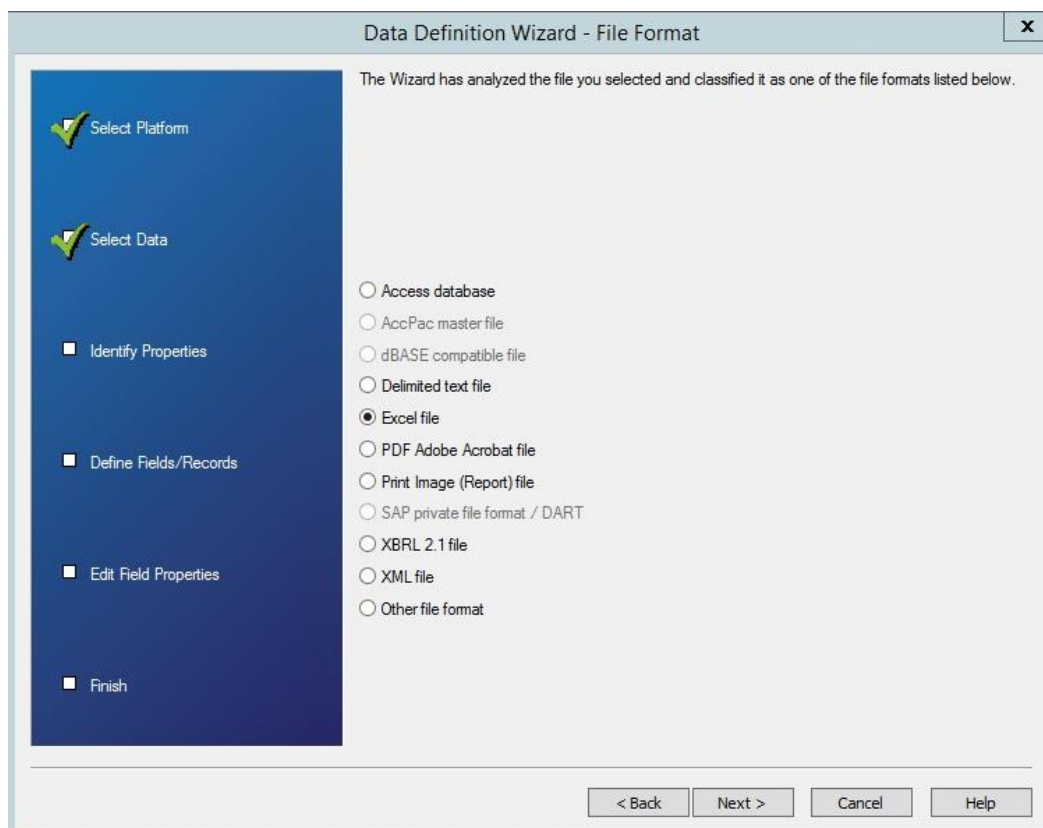 Data Definition Wizard - File Format
x
The Wizard has analyzed the file you selected and classified it as one of the file formats listed below.
Select Platform
Select Data
Identify Properties
Define Fields/Records
Edit Field Properties
Finish
Access database
AccPac master file
dBASE compatible file
Delimited text file
Excel file
PDF Adobe Acrobat file
Print Image (Report) file
SAP private file format / DART
XBRL 2.1 file
XML file
Other file format
< Back
Next >
Cancel
Help